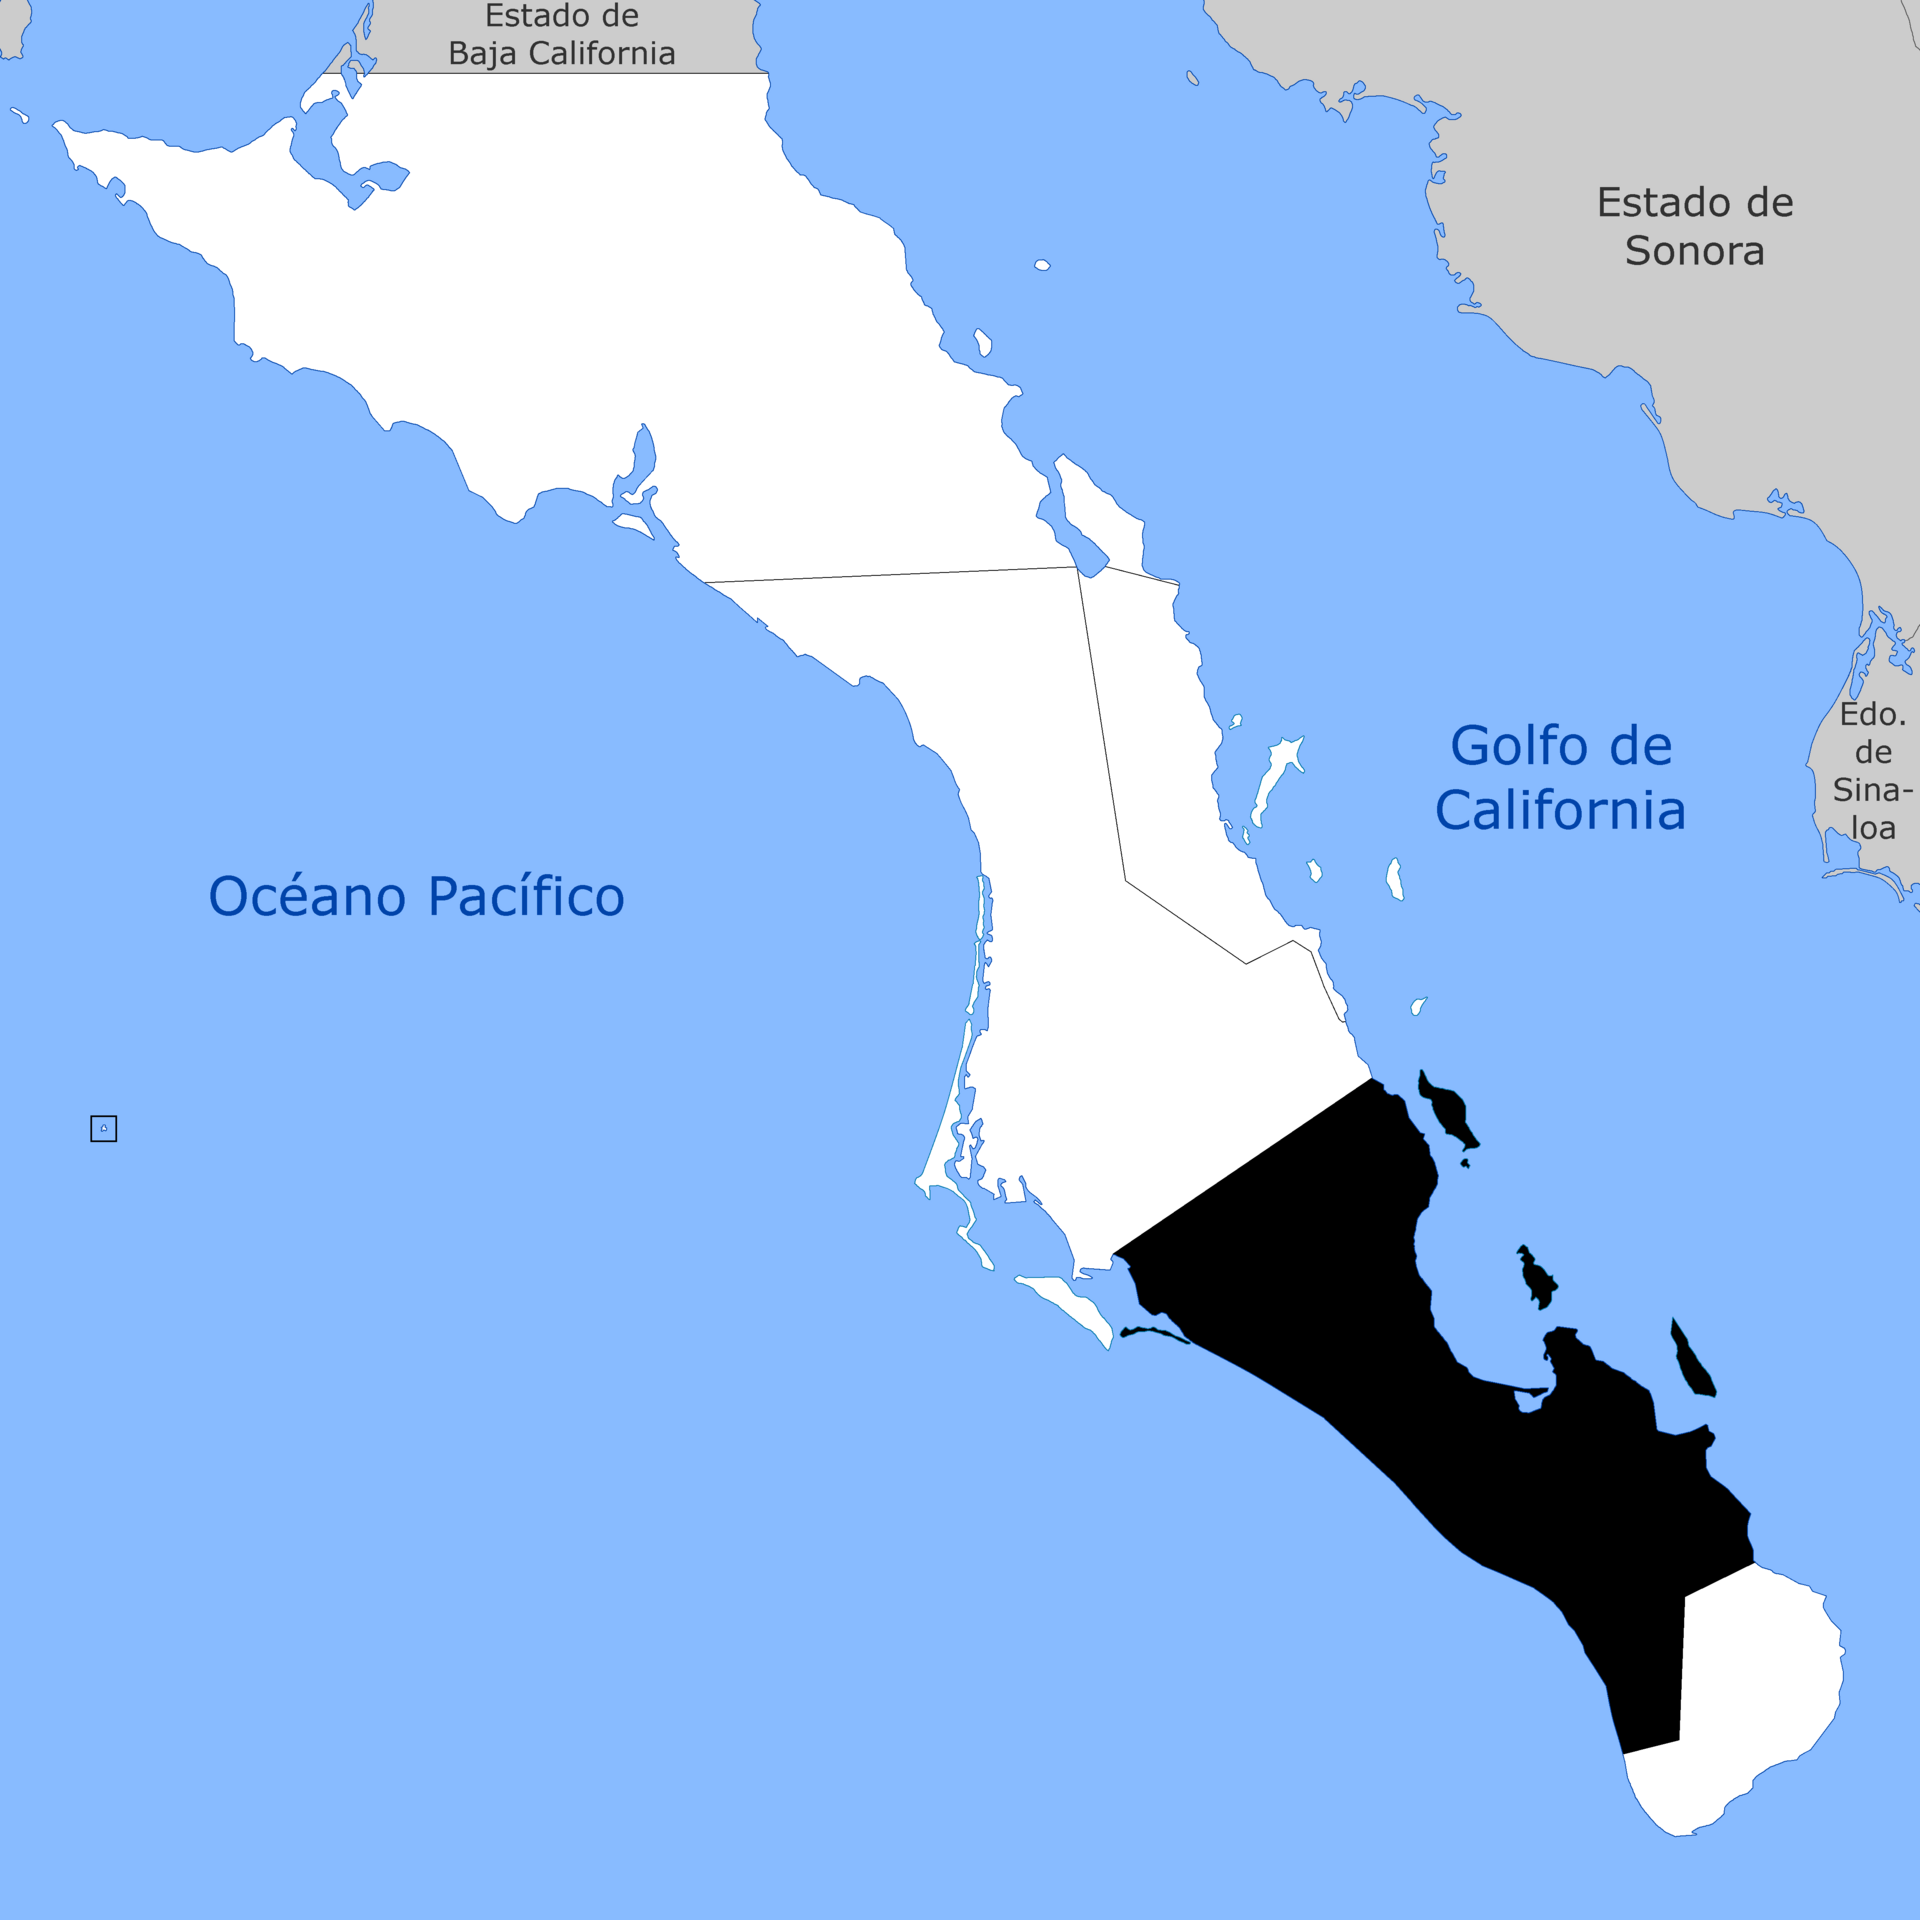 Estado de
Baja California
Estado de
Sonora
Edo.
de
Sina-
loa
Golfo de
California
Océano Pacífico